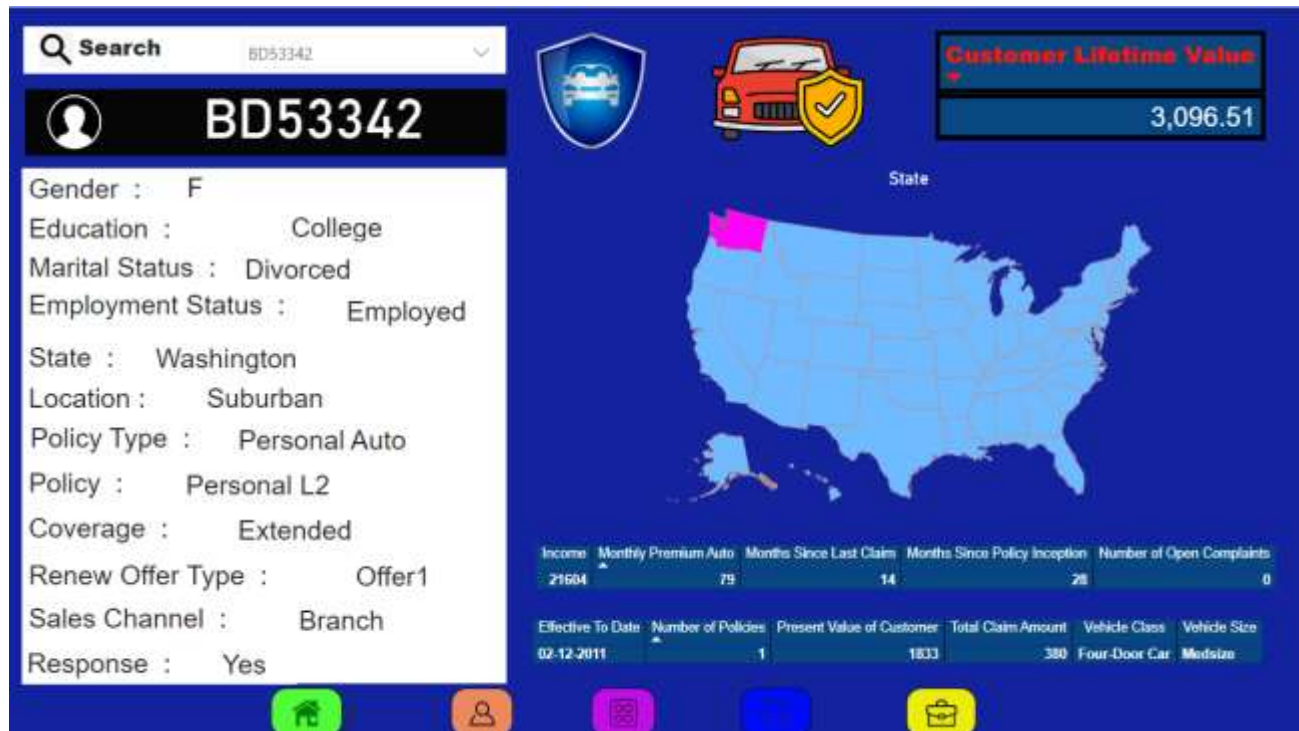 Search BD53342
BD53342
Customer Lifetime Value
3,096.51
Gender : F
Education : College
Marital Status : Divorced
Employment Status : Employed
State : Washington
Location : Suburban
Policy Type : Personal Auto
Policy : Personal L2
Coverage : Extended
Renew Offer Type : Offer1
Sales Channel : Branch
Response : Yes
State
Income Monthly Premium Auto Months Since Last Claim Months Since Policy Inception Number of Open Complaints
21604 79 14 28 0
Effective To Date Number of Policies Present Value of Customer Total Claim Amount Vehicle Class Vehicle Size
02-12-2011 1 1833 380 Four-Door Car Medsize